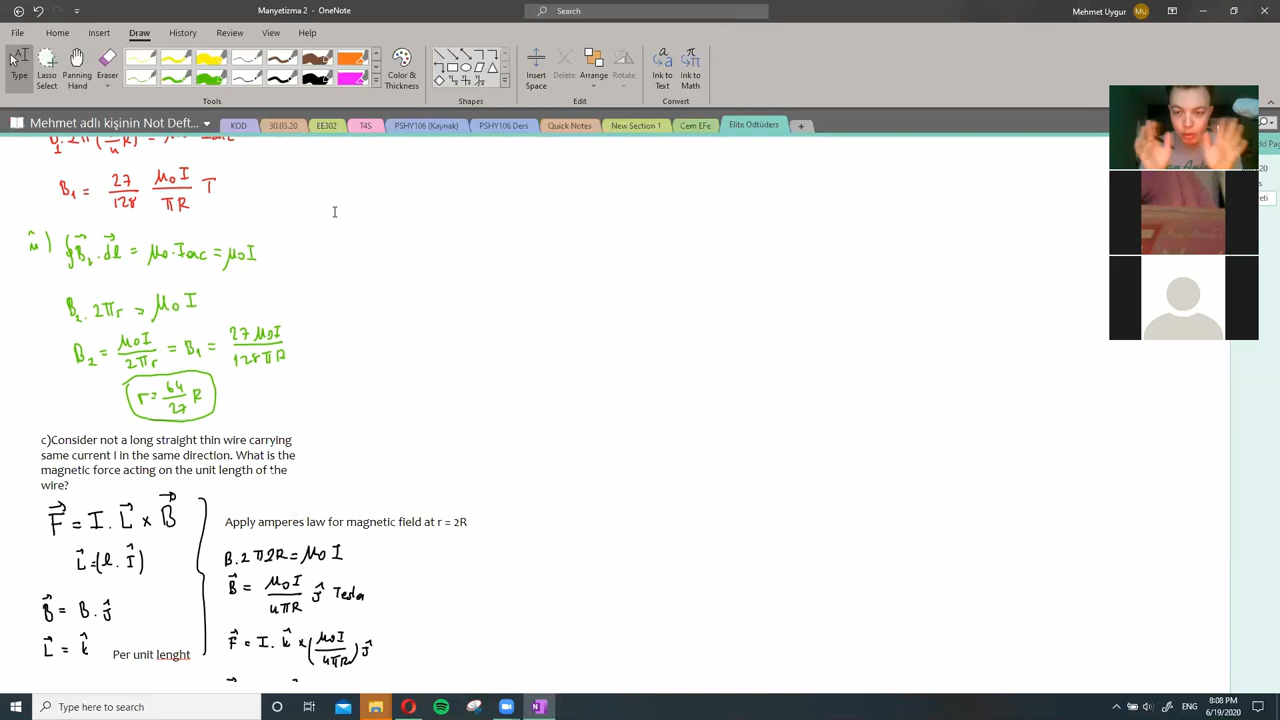 Manyetizma 2 - OneNote
Search
Mehmet Uygur
MU
File Home Insert Draw History Review View Help
Type
Lasso Select
Panning Hand
Eraser
Color & Thickness
Insert Space
Delete
Arrange
Rotate
Ink to Text
Ink to Math
Tools
Shapes
Edit
Convert
Mehmet adlı kişinin Not Deft...
KOD
30.03.20
EE302
T4S
PSHY106 (Kaynak)
PSHY106 Ders
Quick Notes
New Section 1
Cem EFe
Elite Odtüders
B₁ = 27/128 μ₀I/πR T
∮B₂.dl = μ₀.Ienc = μ₀I
B₂.2πr = μ₀I
B₂ = μ₀I/2πr = B₁ = 27μ₀I/128πR
r = 64/27 R
c)Consider not a long straight thin wire carrying
same current I in the same direction. What is the
magnetic force acting on the unit length of the
wire?
F = I.L × B
L = (l.î)
B = B.ĵ
L = k̂
Per unit lenght
Apply amperes law for magnetic field at r = 2R
B.2π2R = μ₀I
B = μ₀I/4πR ĵ Tesla
F = I.k̂ × (μ₀I/4πR)ĵ
Type here to search
8:08 PM
6/19/2020